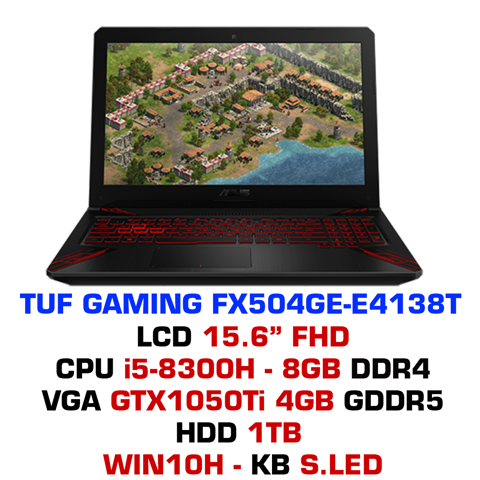 ASUS
TUF GAMING FX504GE-E4138T
LCD 15.6” FHD
CPU i5-8300H - 8GB DDR4
VGA GTX1050Ti 4GB GDDR5
HDD 1TB
WIN10H - KB S.LED